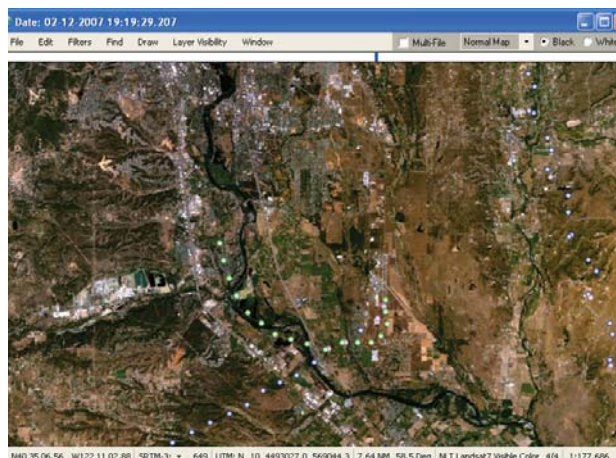 Date: 02-12-2007 19:19:29.207
File Edit Filters Find Draw Layer Visibility Window Multi-File Normal Map Black White
N40 35 06.56 W122 11 02.88 SRTM-3: 649 UTM: N 10 4493027.0 569044.3 7.64 NM 58.5 Deg NLT Landsat7 Visible Color 4/4 1:177,686